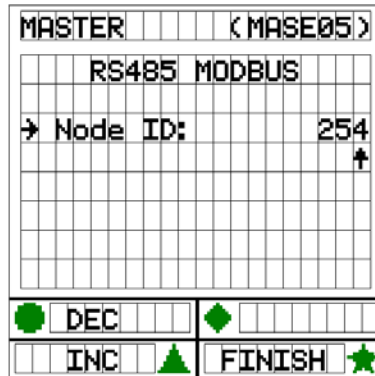 MASTER (MASE05)
RS485 MODBUS
→ Node ID: 254
↑
DEC
INC FINISH